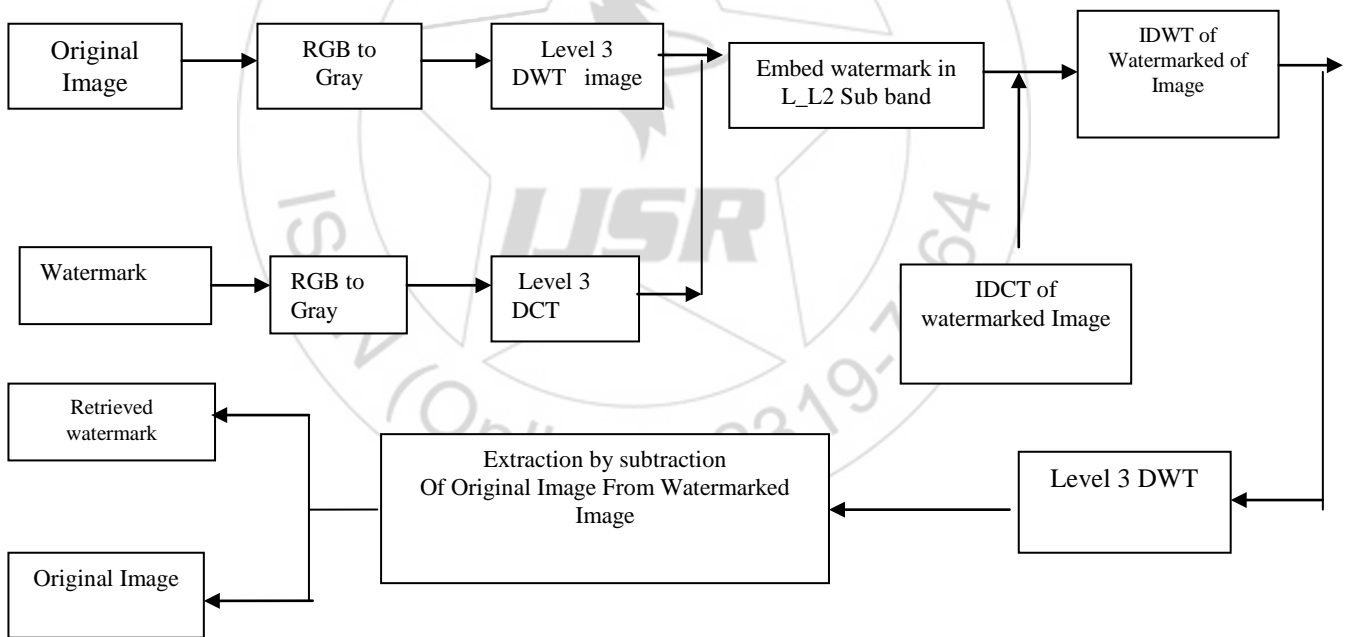 Original
Image
RGB to
Gray
Level 3
DWT image
Embed watermark in
L_L2 Sub band
IDWT of
Watermarked of
Image
Watermark
RGB to
Gray
Level 3
DCT
IDCT of
watermarked Image
Retrieved
watermark
Extraction by subtraction
Of Original Image From Watermarked
Image
Level 3 DWT
Original Image
IJSR